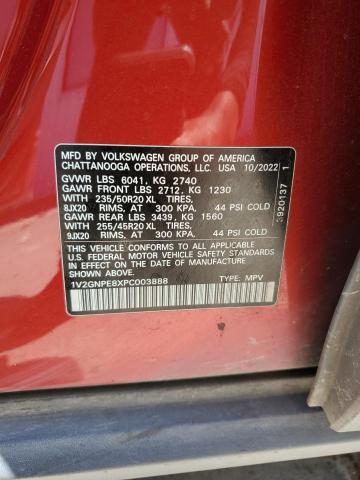 MFD BY VOLKSWAGEN GROUP OF AMERICA
CHATTANOOGA OPERATIONS, LLC. USA 10/2022
GVWR LBS 6041, KG 2740
GAWR FRONT LBS 2712, KG 1230
WITH 235/50R20 XL TIRES,
8JX20 RIMS, AT 300 KPA/ 44 PSI COLD
GAWR REAR LBS 3439, KG 1560
WITH 255/45R20 XL TIRES,
9JX20 RIMS, AT 300 KPA/ 44 PSI COLD
THIS VEHICLE CONFORMS TO ALL APPLICABLE
U.S. FEDERAL MOTOR VEHICLE SAFETY
STANDARDS IN EFFECT ON THE DATE OF
MANUFACTURE SHOWN ABOVE.
1V2GNPE8XPC003888 TYPE: MPV
5920137 1